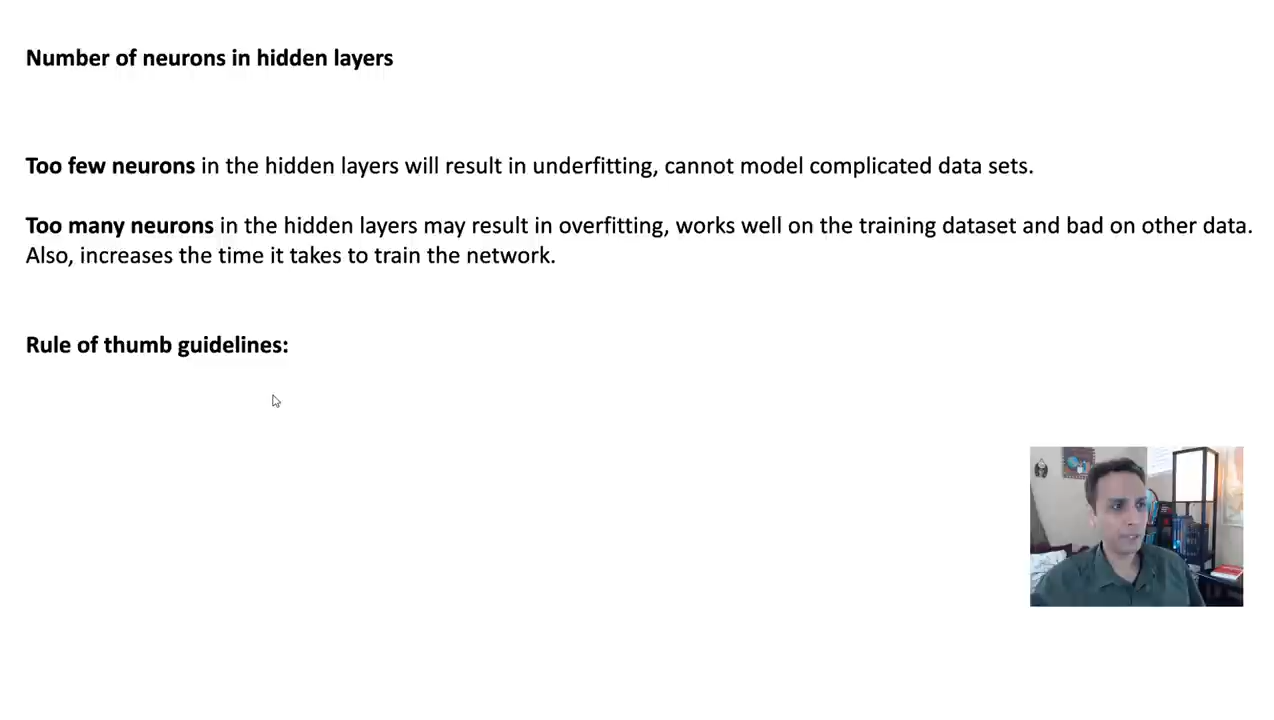 Number of neurons in hidden layers
Too few neurons in the hidden layers will result in underfitting, cannot model complicated data sets.
Too many neurons in the hidden layers may result in overfitting, works well on the training dataset and bad on other data.
Also, increases the time it takes to train the network.
Rule of thumb guidelines: